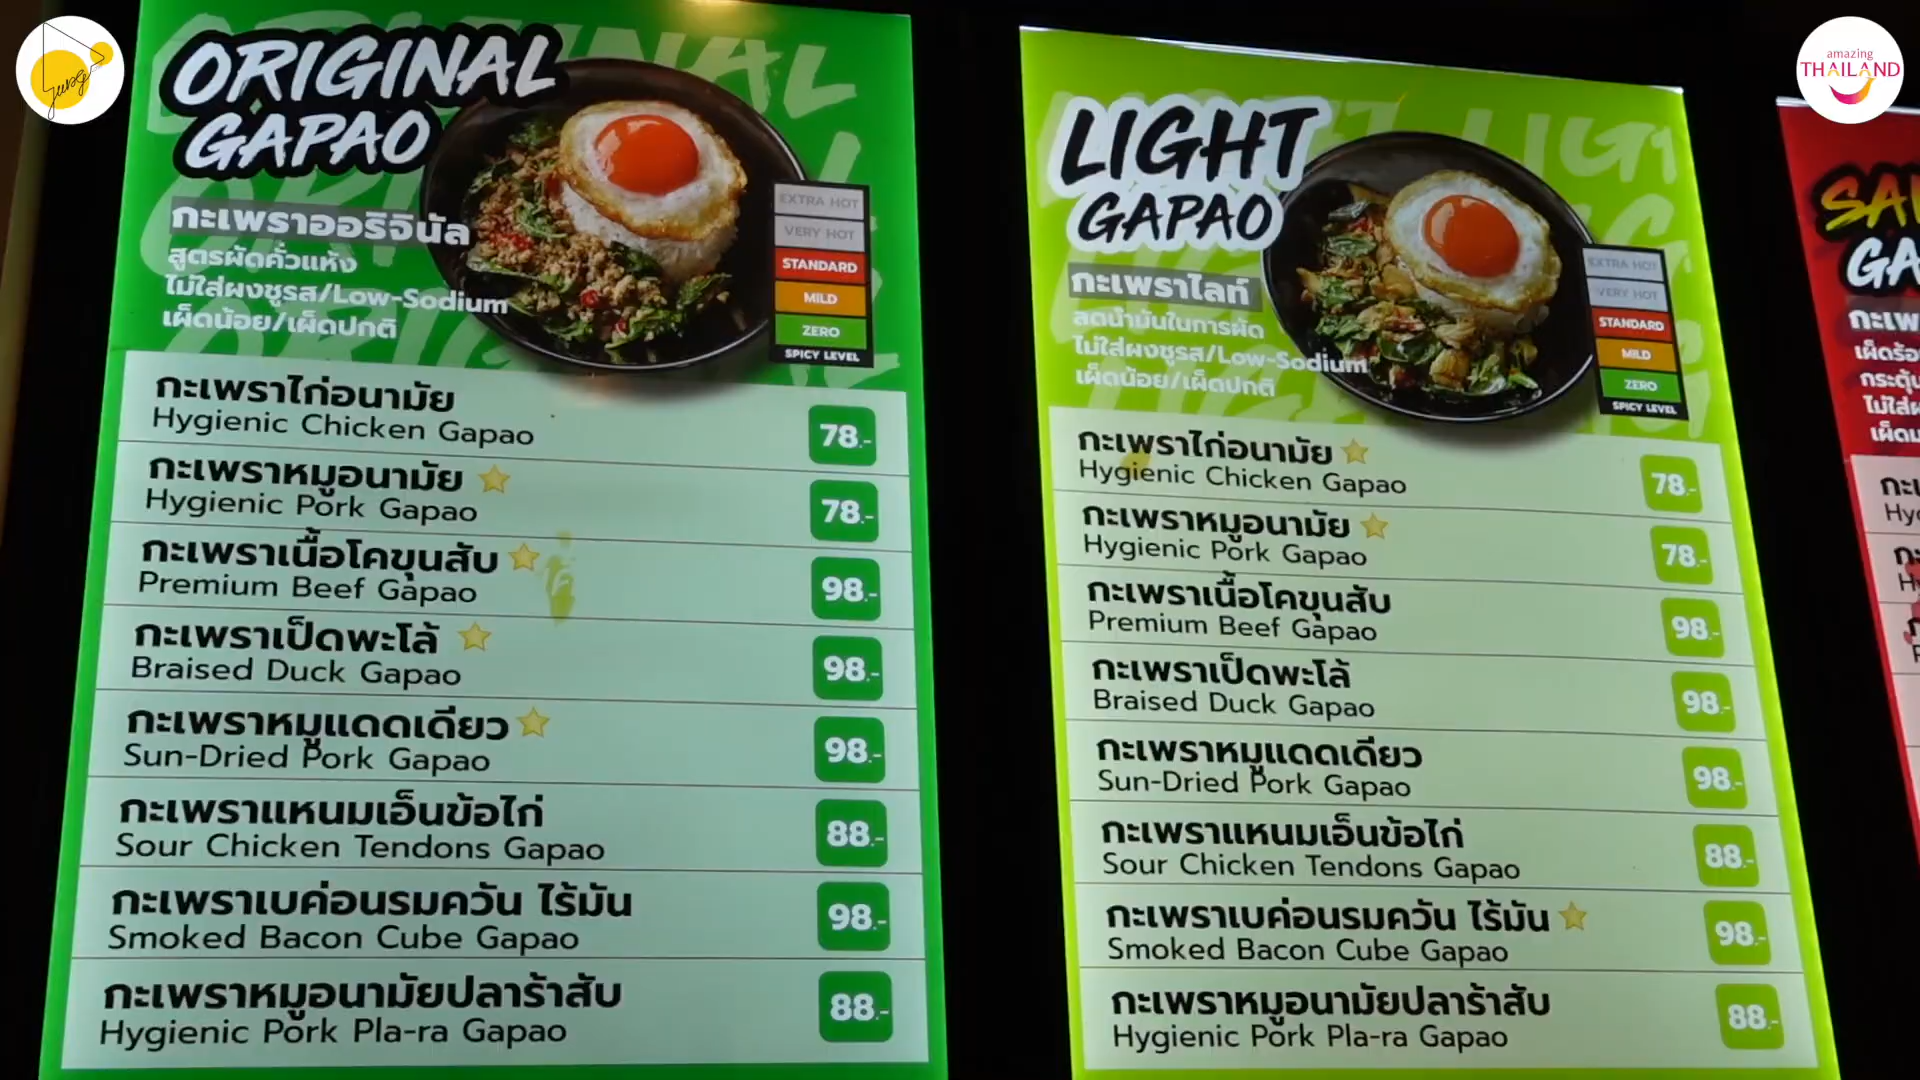 Jung
ORIGINAL
GAPAO
กะเพราออริจินัล
สูตรผัดคั่วแห้ง
ไม่ใส่ผงชูรส/Low-Sodium
เผ็ดน้อย/เผ็ดปกติ
EXTRA HOT
VERY HOT
STANDARD
MILD
ZERO
SPICY LEVEL
กะเพราไก่อนามัย
Hygienic Chicken Gapao
78.-
กะเพราหมูอนามัย
Hygienic Pork Gapao
78.-
กะเพราเนื้อโคขุนสับ
Premium Beef Gapao
98.-
กะเพราเป็ดพะโล้
Braised Duck Gapao
98.-
กะเพราหมูแดดเดียว
Sun-Dried Pork Gapao
98.-
กะเพราแหนมเอ็นข้อไก่
Sour Chicken Tendons Gapao
88.-
กะเพราเบค่อนรมควัน ไร้มัน
Smoked Bacon Cube Gapao
98.-
กะเพราหมูอนามัยปลาร้าสับ
Hygienic Pork Pla-ra Gapao
88.-
LIGHT
GAPAO
กะเพราไลท์
ลดน้ำมันในการผัด
ไม่ใส่ผงชูรส/Low-Sodium
เผ็ดน้อย/เผ็ดปกติ
EXTRA HOT
VERY HOT
STANDARD
MILD
ZERO
SPICY LEVEL
กะเพราไก่อนามัย
Hygienic Chicken Gapao
78.-
กะเพราหมูอนามัย
Hygienic Pork Gapao
78.-
กะเพราเนื้อโคขุนสับ
Premium Beef Gapao
98.-
กะเพราเป็ดพะโล้
Braised Duck Gapao
98.-
กะเพราหมูแดดเดียว
Sun-Dried Pork Gapao
98.-
กะเพราแหนมเอ็นข้อไก่
Sour Chicken Tendons Gapao
88.-
กะเพราเบค่อนรมควัน ไร้มัน
Smoked Bacon Cube Gapao
98.-
กะเพราหมูอนามัยปลาร้าสับ
Hygienic Pork Pla-ra Gapao
88.-
amazing
THAILAND